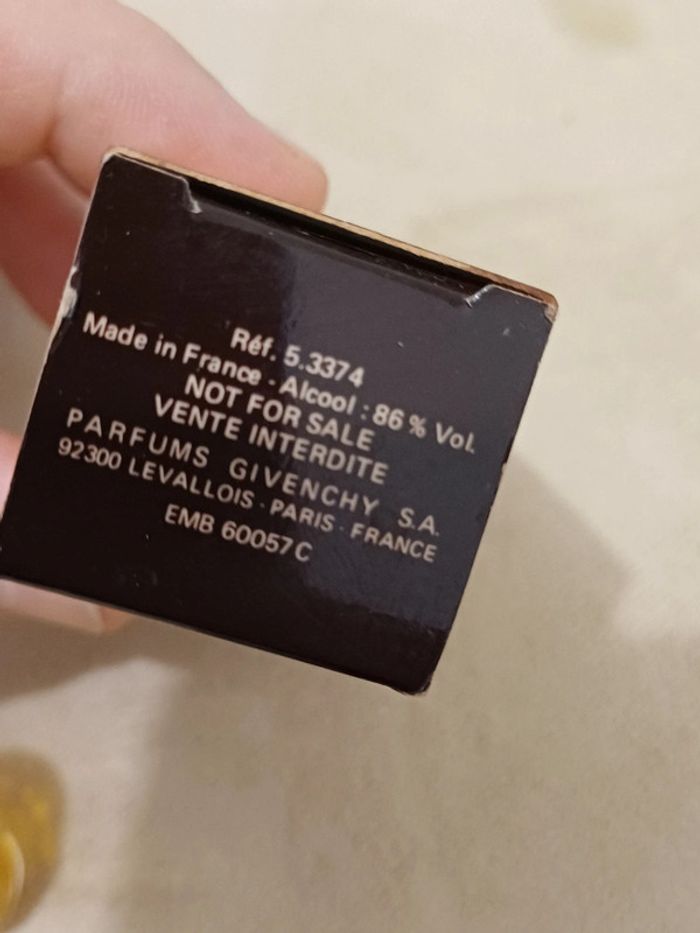 Réf. 5.3374
Made in France - Alcool : 86 % Vol.
NOT FOR SALE
VENTE INTERDITE
PARFUMS GIVENCHY S.A.
92300 LEVALLOIS - PARIS - FRANCE
EMB 60057 C